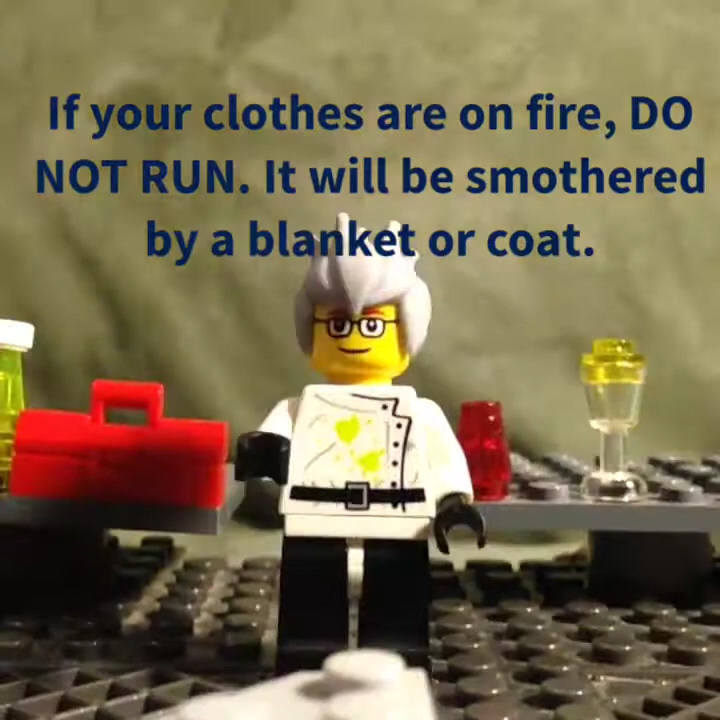 If your clothes are on fire, DO
NOT RUN. It will be smothered
by a blanket or coat.